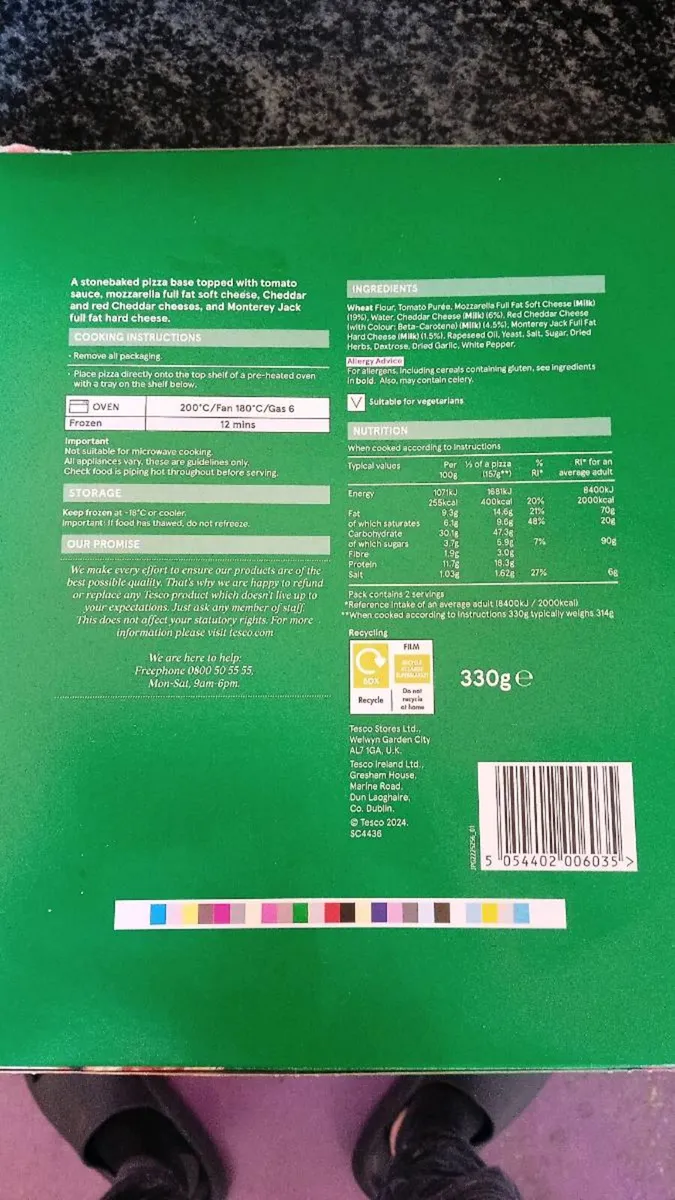 A stonebaked pizza base topped with tomato
sauce, mozzarella full fat soft cheese, Cheddar
and red Cheddar cheeses, and Monterey Jack
full fat hard cheese.
COOKING INSTRUCTIONS
• Remove all packaging.
• Place pizza directly onto the top shelf of a pre-heated oven
with a tray on the shelf below.
OVEN 200°C/Fan 180°C/Gas 6
Frozen 12 mins
Important
Not suitable for microwave cooking.
All appliances vary, these are guidelines only.
Check food is piping hot throughout before serving.
STORAGE
Keep frozen at -18°C or cooler.
Important: If food has thawed, do not refreeze.
OUR PROMISE
We make every effort to ensure our products are of the
best possible quality. That's why we are happy to refund
or replace any Tesco product which doesn't live up to
your expectations. Just ask any member of staff.
This does not affect your statutory rights. For more
information please visit tesco.com
We are here to help:
Freephone 0800 50 55 55,
Mon-Sat, 9am-6pm.
INGREDIENTS
Wheat Flour, Tomato Purée, Mozzarella Full Fat Soft Cheese (Milk)
(19%), Water, Cheddar Cheese (Milk) (6%), Red Cheddar Cheese
(with Colour: Beta-Carotene) (Milk) (4.5%), Monterey Jack Full Fat
Hard Cheese (Milk) (1.5%), Rapeseed Oil, Yeast, Salt, Sugar, Dried
Herbs, Dextrose, Dried Garlic, White Pepper.
Allergy Advice
For allergens, including cereals containing gluten, see ingredients
in bold. Also, may contain celery.
V Suitable for vegetarians
NUTRITION
When cooked according to instructions
Typical values Per 100g ½ of a pizza (157g**) % RI* RI* for an average adult
Energy 1071kJ 1681kJ 8400kJ
255kcal 400kcal 20% 2000kcal
Fat 9.3g 14.6g 21% 70g
of which saturates 6.1g 9.6g 48% 20g
Carbohydrate 30.1g 47.3g
of which sugars 3.7g 5.9g 7% 90g
Fibre 1.9g 3.0g
Protein 11.7g 18.3g
Salt 1.03g 1.62g 27% 6g
Pack contains 2 servings
*Reference intake of an average adult (8400kJ / 2000kcal)
**When cooked according to instructions 330g typically weighs 314g
Recycling
FILM
BOX
Recycle
Do not
recycle
at home
330g ℮
Tesco Stores Ltd.,
Welwyn Garden City
AL7 1GA, U.K.
Tesco Ireland Ltd.,
Gresham House,
Marine Road,
Dun Laoghaire,
Co. Dublin.
© Tesco 2024.
SC4436
5 054402 006035 >